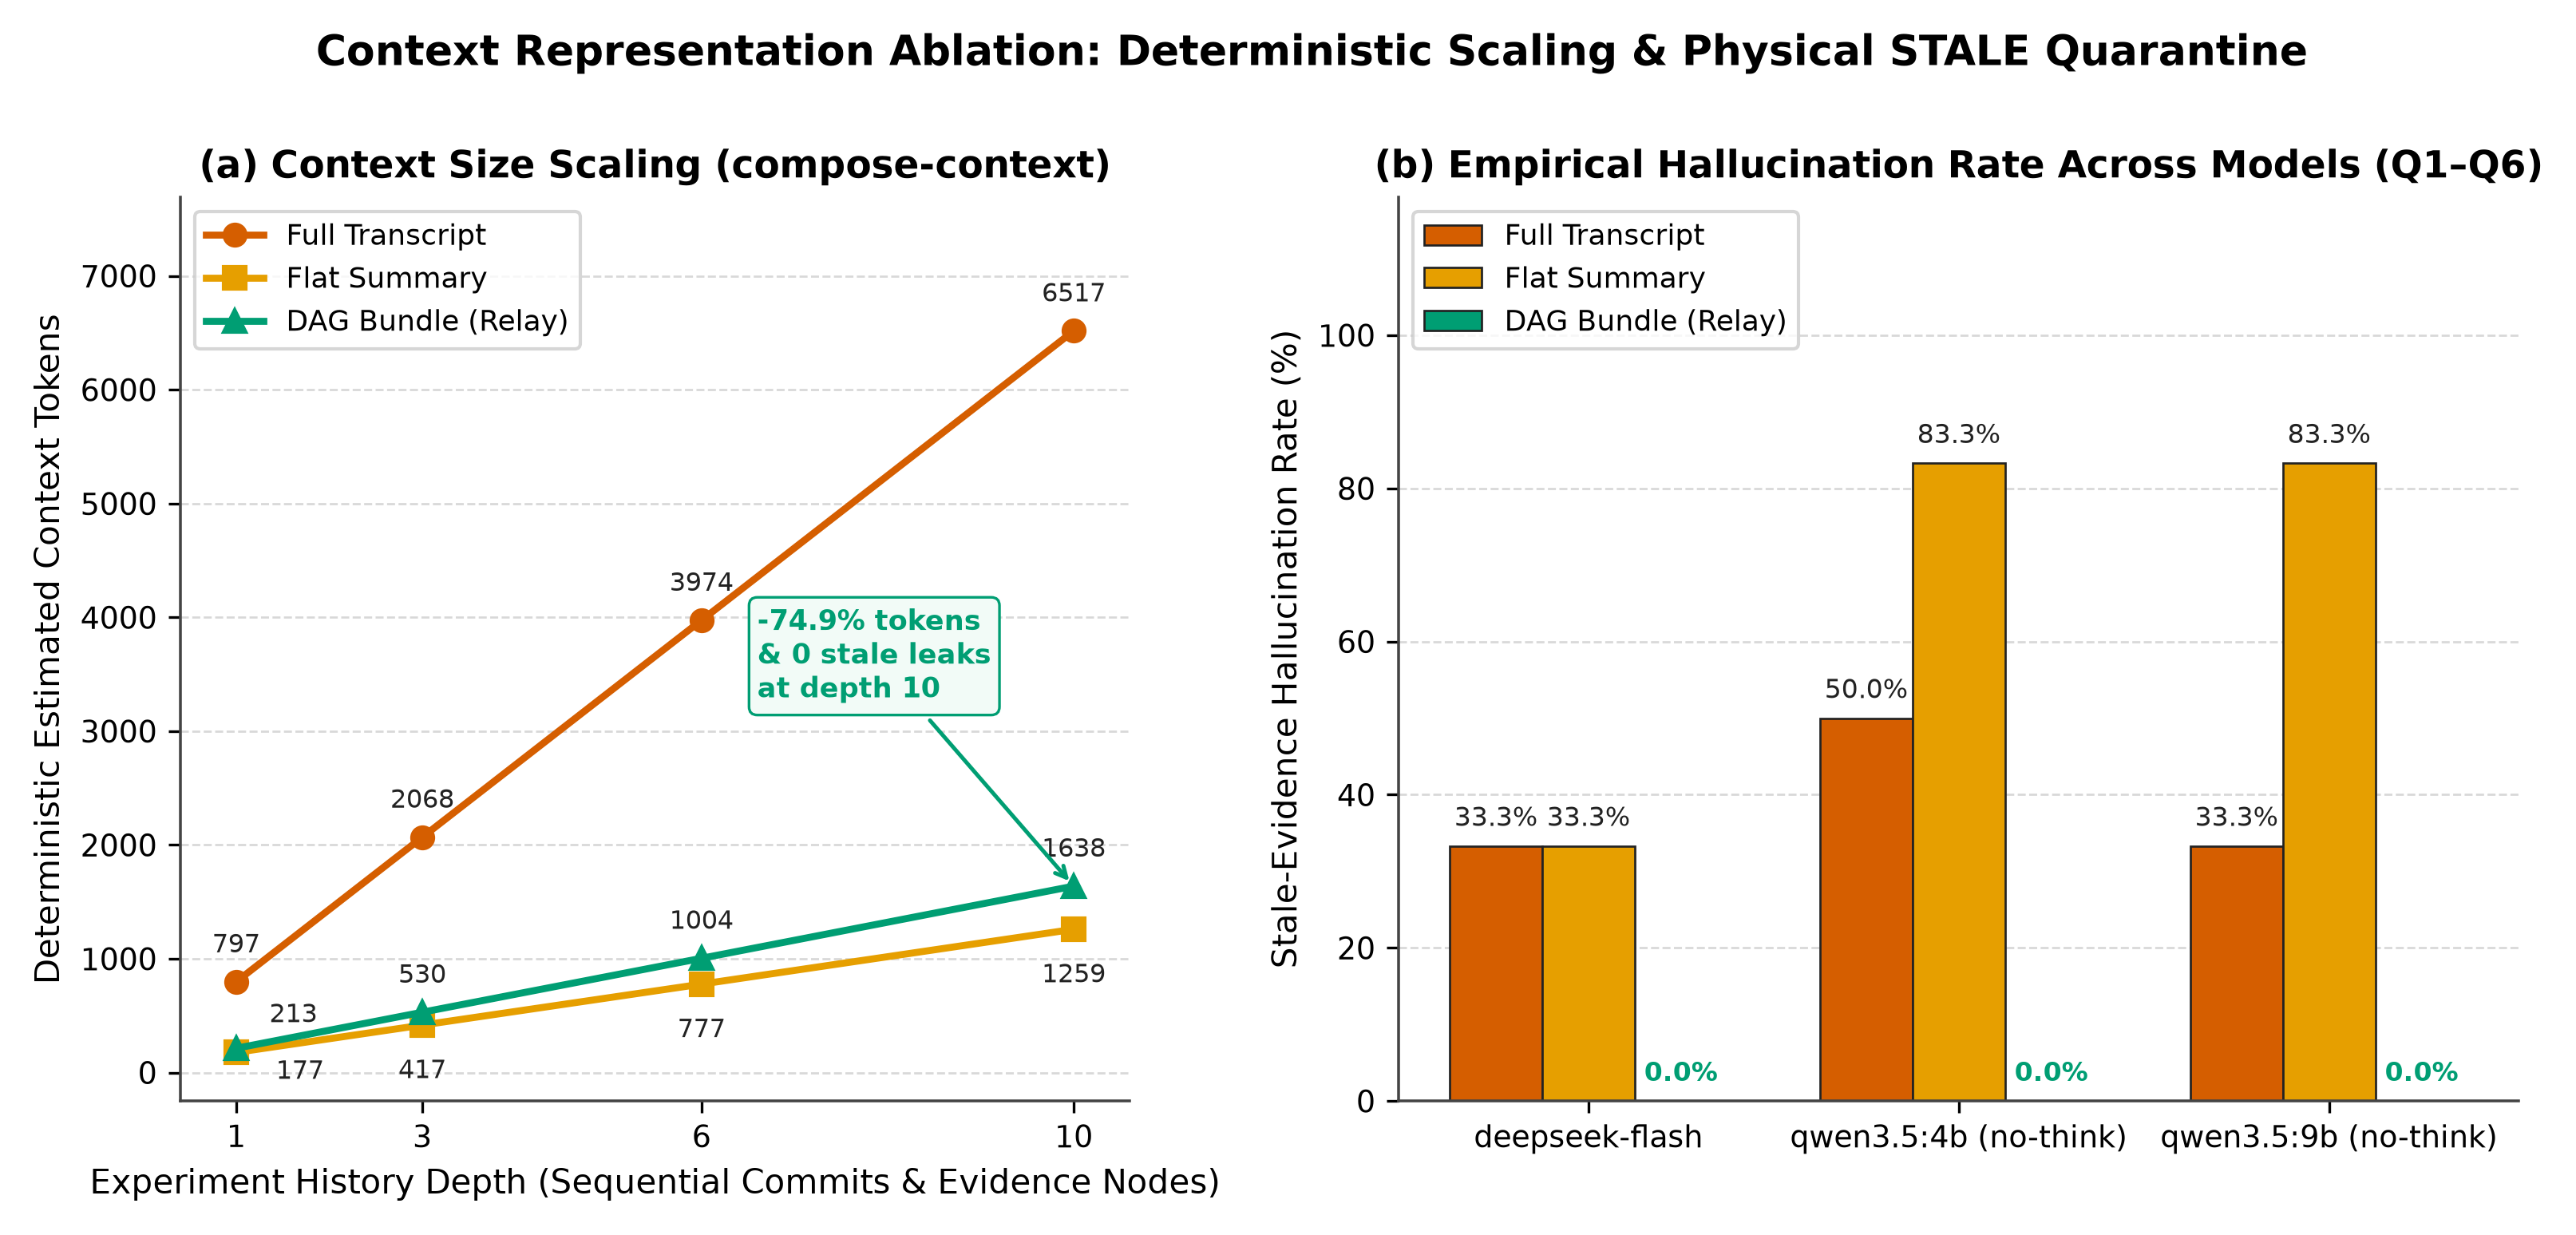 Context Representation Ablation: Deterministic Scaling & Physical STALE Quarantine
(a) Context Size Scaling (compose-context)
Full Transcript
Flat Summary
DAG Bundle (Relay)
Deterministic Estimated Context Tokens
7000
6000
5000
4000
3000
2000
1000
0
6517
3974
-74.9% tokens
& 0 stale leaks
at depth 10
2068
1638
797
1004
530
1259
213
777
177
417
1
3
6
10
Experiment History Depth (Sequential Commits & Evidence Nodes)
(b) Empirical Hallucination Rate Across Models (Q1–Q6)
Full Transcript
Flat Summary
DAG Bundle (Relay)
Stale-Evidence Hallucination Rate (%)
100
80
60
40
20
0
33.3%
33.3%
0.0%
50.0%
83.3%
0.0%
33.3%
83.3%
0.0%
deepseek-flash
qwen3.5:4b (no-think)
qwen3.5:9b (no-think)